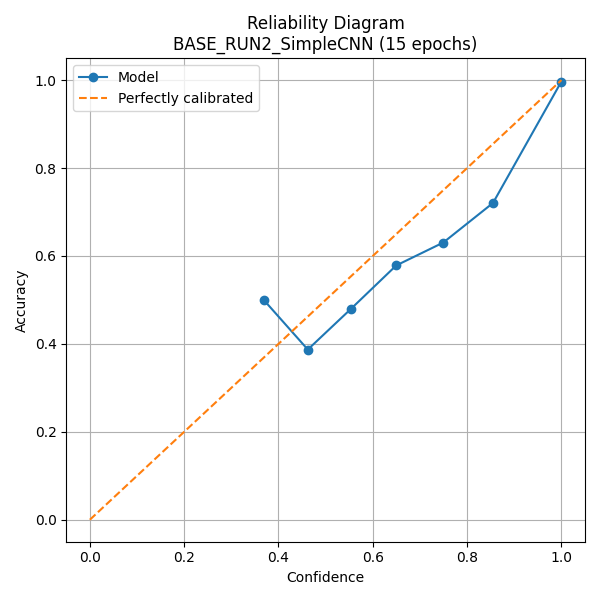 Reliability Diagram
BASE_RUN2_SimpleCNN (15 epochs)
Model
Perfectly calibrated
Accuracy
1.0
0.8
0.6
0.4
0.2
0.0
0.0 0.2 0.4 0.6 0.8 1.0
Confidence